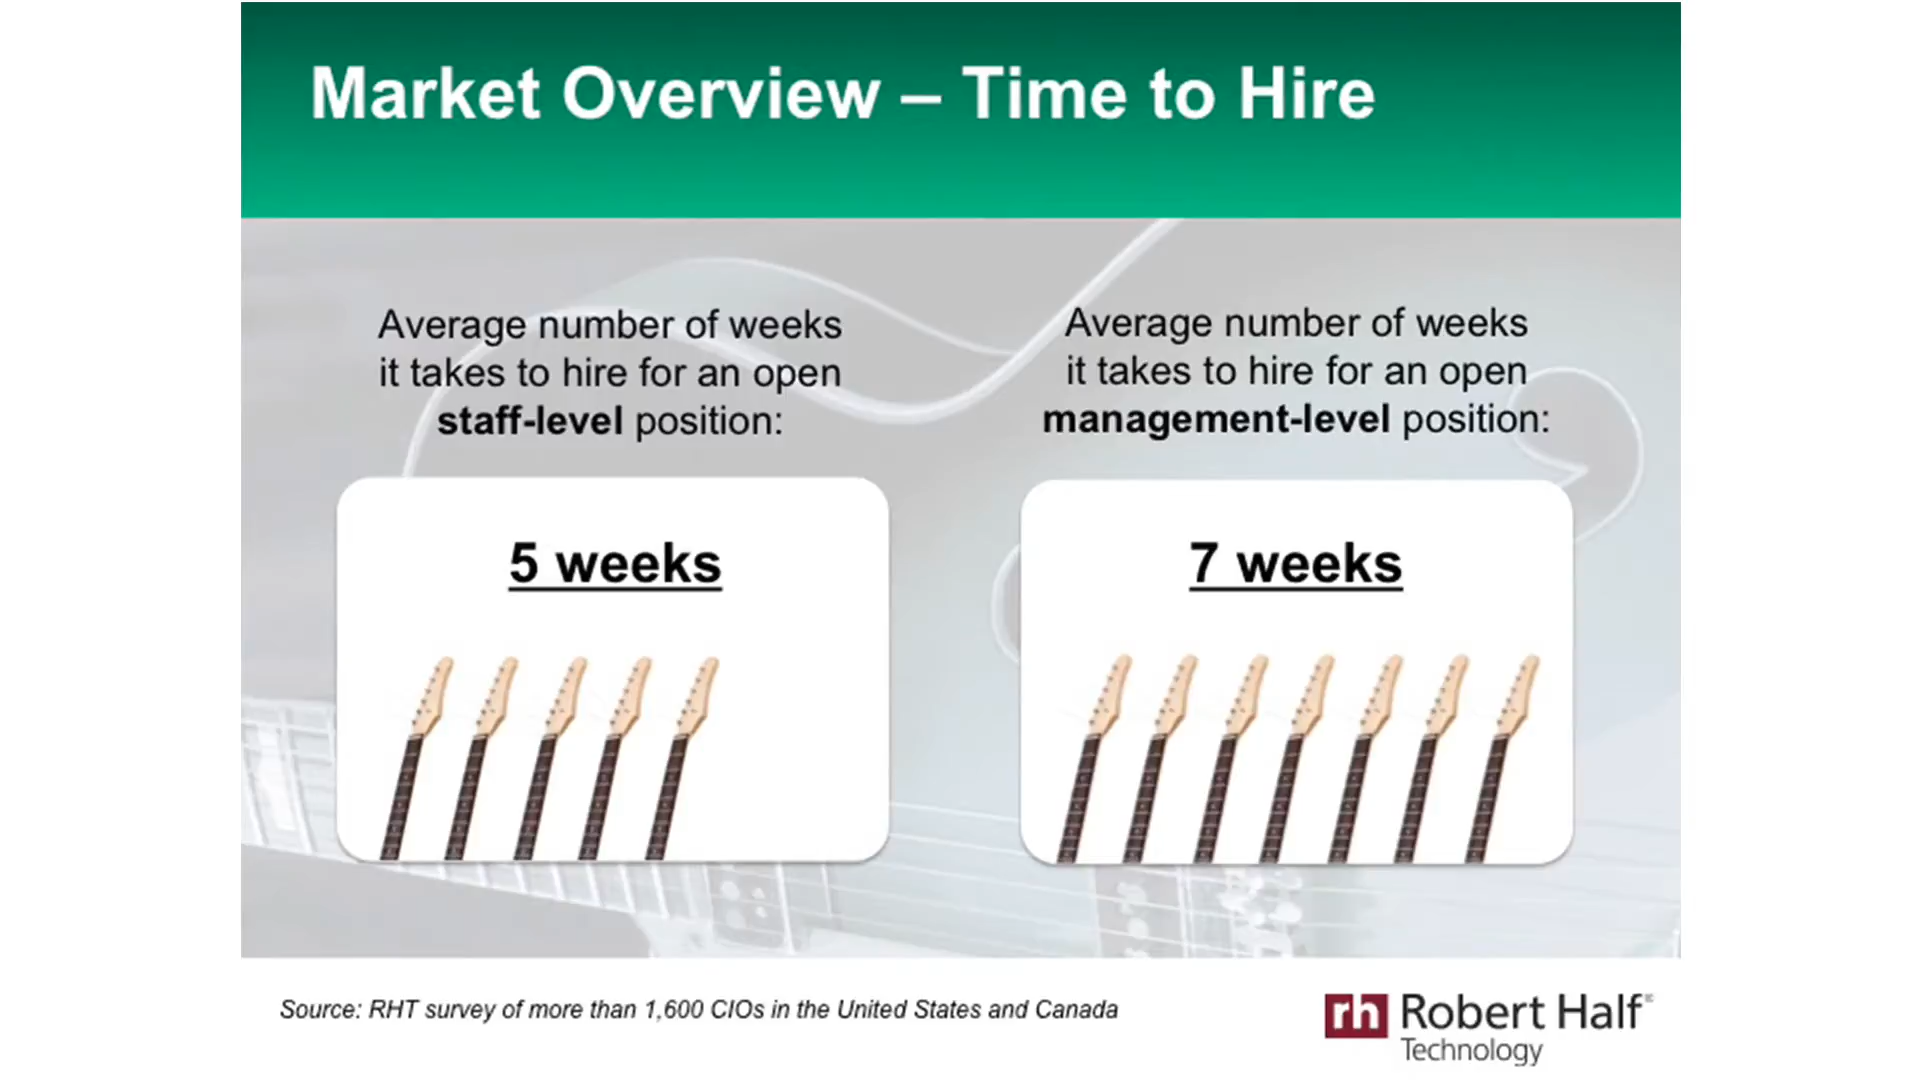 Market Overview – Time to Hire
Average number of weeks
it takes to hire for an open
staff-level position:
5 weeks
Average number of weeks
it takes to hire for an open
management-level position:
7 weeks
Source: RHT survey of more than 1,600 CIOs in the United States and Canada
rh Robert Half®
Technology